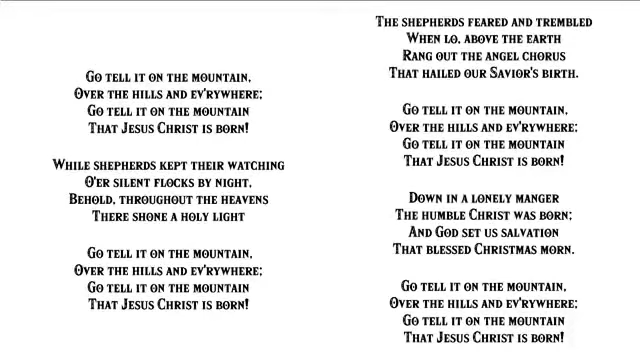 Go tell it on the mountain,
Over the hills and ev'rywhere;
Go tell it on the mountain
That Jesus Christ is born!
While shepherds kept their watching
O'er silent flocks by night,
Behold, throughout the heavens
There shone a holy light
Go tell it on the mountain,
Over the hills and ev'rywhere;
Go tell it on the mountain
That Jesus Christ is born!
The shepherds feared and trembled
When lo, above the earth
Rang out the angel chorus
That hailed our Savior's birth.
Go tell it on the mountain,
Over the hills and ev'rywhere;
Go tell it on the mountain
That Jesus Christ is born!
Down in a lonely manger
The humble Christ was born;
And God set us salvation
That blessed Christmas morn.
Go tell it on the mountain,
Over the hills and ev'rywhere;
Go tell it on the mountain
That Jesus Christ is born!